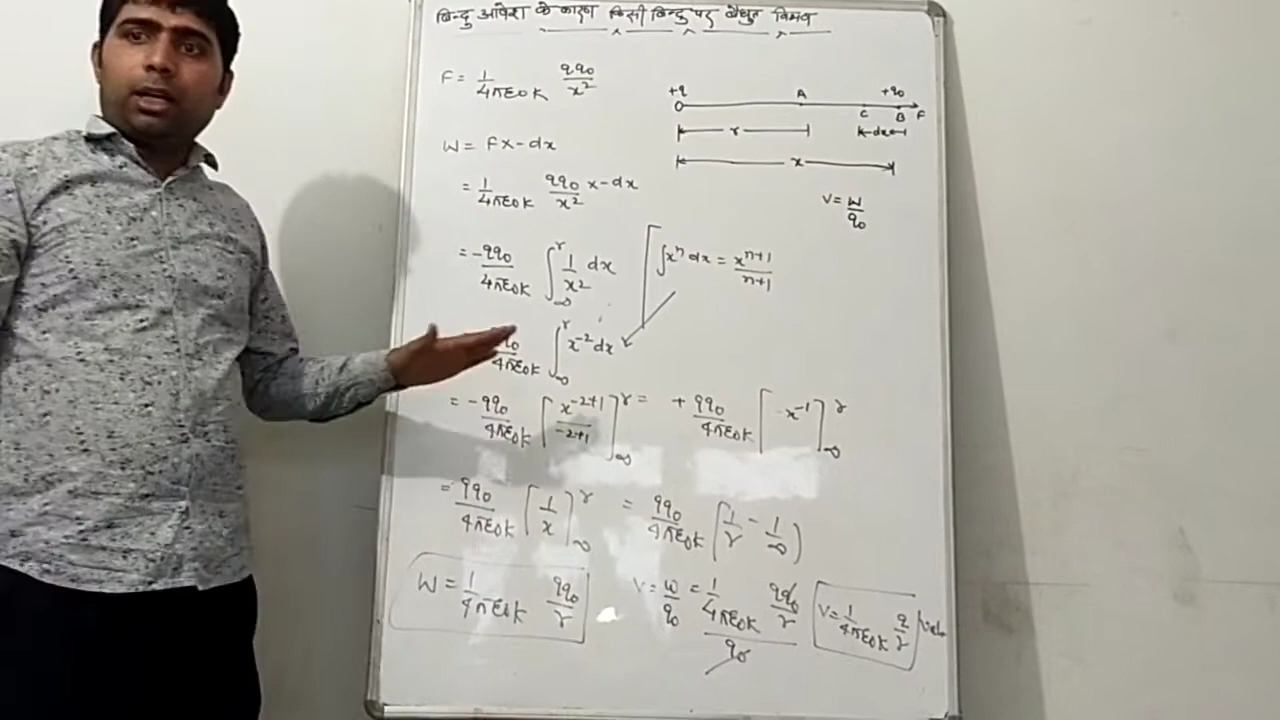 बिन्दु आवेश के कारण किसी बिन्दु पर वैधुत विभव
F = 1/4πε0K qq0/x²
+q A +q0
C B F
r dx
x
W = F x - dx
= 1/4πε0K qq0/x² x - dx
V = W/q0
= -qq0/4πε0K ∫∞^r 1/x² dx
∫x^n dx = x^(n+1)/(n+1)
q0/4πε0K ∫∞^r x^-2 dx
= -qq0/4πε0K [x^(-2+1)/(-2+1)]∞^r = + qq0/4πε0K [x^-1]∞^r
= qq0/4πε0K [1/x]∞^r = qq0/4πε0K [1/r - 1/∞)
W = 1/4πε0K qq0/r
V = W/q0 = 1/4πε0K qq0/r / q0
V = 1/4πε0K q/r